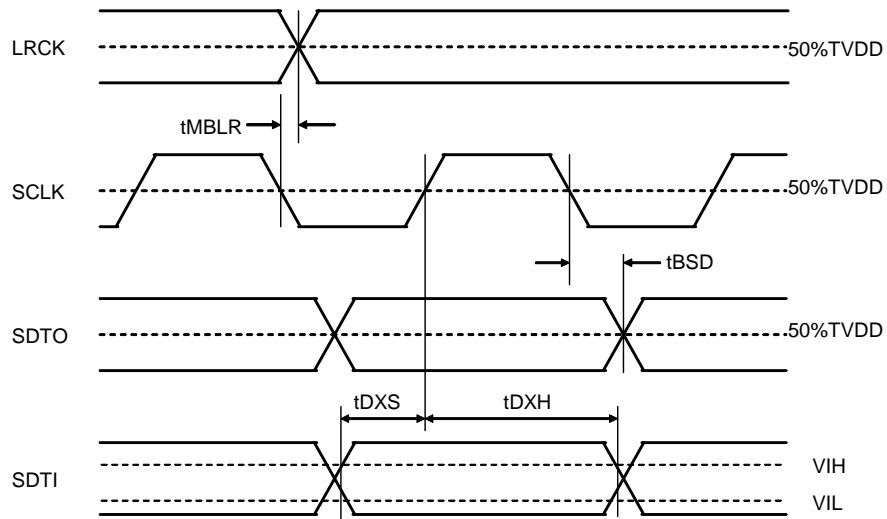 LRCK
50%TVDD
tMBLR
SCLK
50%TVDD
tBSD
SDTO
50%TVDD
tDXS
tDXH
SDTI
VIH
VIL